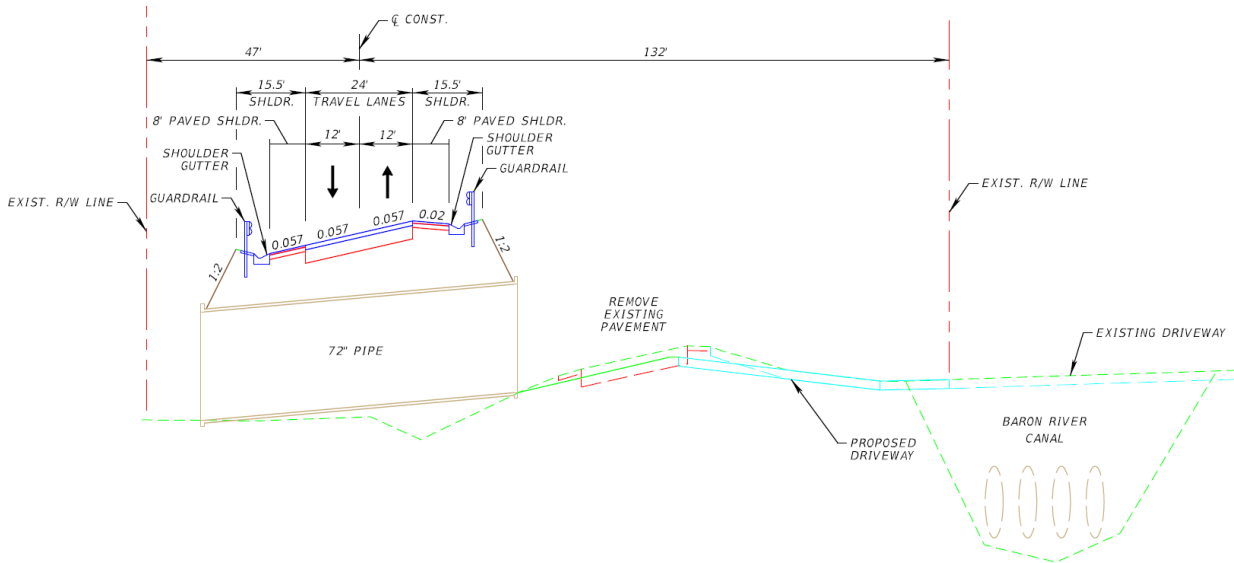 ℄ CONST.
47'
132'
15.5'
24'
15.5'
SHLDR.
TRAVEL LANES
SHLDR.
8' PAVED SHLDR.
8' PAVED SHLDR.
12'
12'
SHOULDER
GUTTER
SHOULDER
GUTTER
GUARDRAIL
GUARDRAIL
EXIST. R/W LINE
EXIST. R/W LINE
0.057
0.057
0.057
0.02
1:2
1:2
72" PIPE
REMOVE
EXISTING
PAVEMENT
EXISTING DRIVEWAY
PROPOSED
DRIVEWAY
BARON RIVER
CANAL